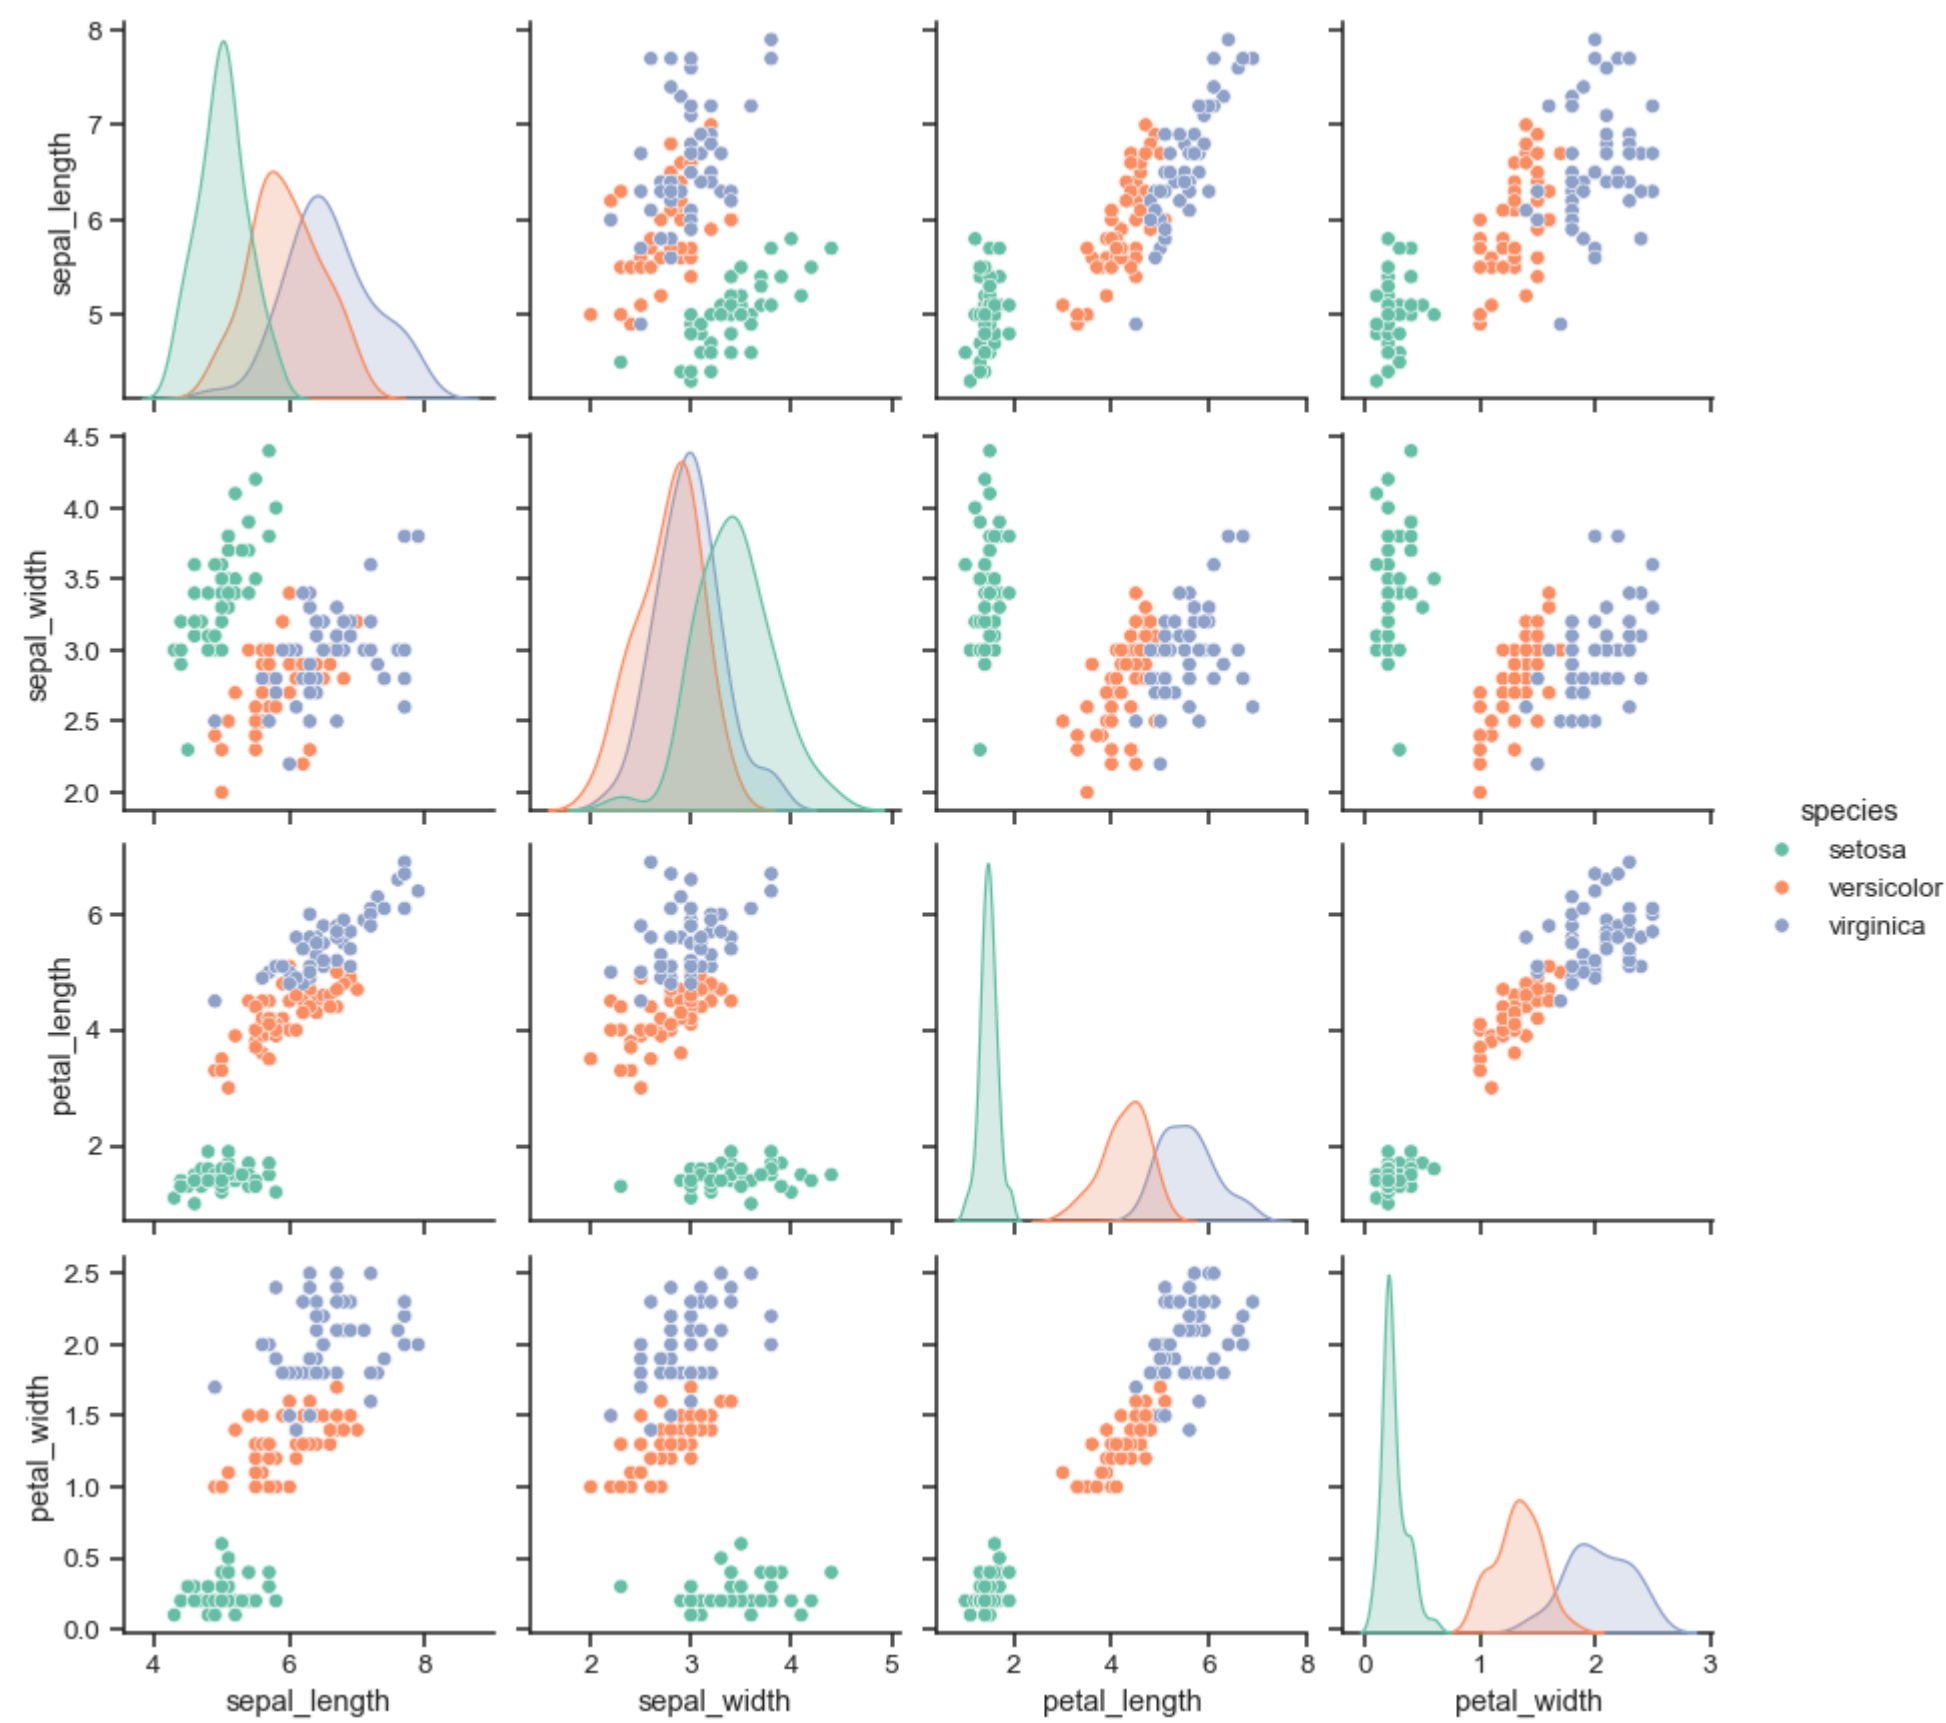 8
7
6
5
sepal_length
4.5
4.0
3.5
3.0
2.5
2.0
sepal_width
6
4
2
petal_length
2.5
2.0
1.5
1.0
0.5
0.0
petal_width
4 6 8
2 3 4 5
2 4 6 8
0 1 2 3
sepal_length
sepal_width
petal_length
petal_width
species
setosa
versicolor
virginica